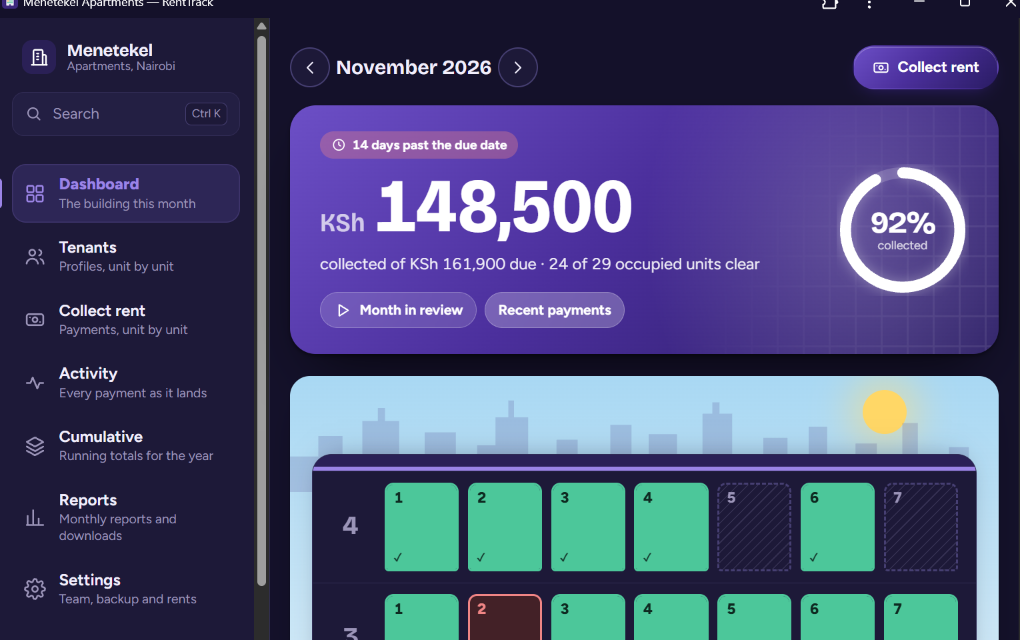 Menetekel Apartments — RentTrack
Menetekel
Apartments, Nairobi
Search
Ctrl K
Dashboard
The building this month
Tenants
Profiles, unit by unit
Collect rent
Payments, unit by unit
Activity
Every payment as it lands
Cumulative
Running totals for the year
Reports
Monthly reports and
downloads
Settings
Team, backup and rents
November 2026
Collect rent
14 days past the due date
KSh 148,500
collected of KSh 161,900 due · 24 of 29 occupied units clear
92%
collected
Month in review
Recent payments
4
1 2 3 4 5 6 7
✓ ✓ ✓ ✓ ✓
3
1 2 3 4 5 6 7